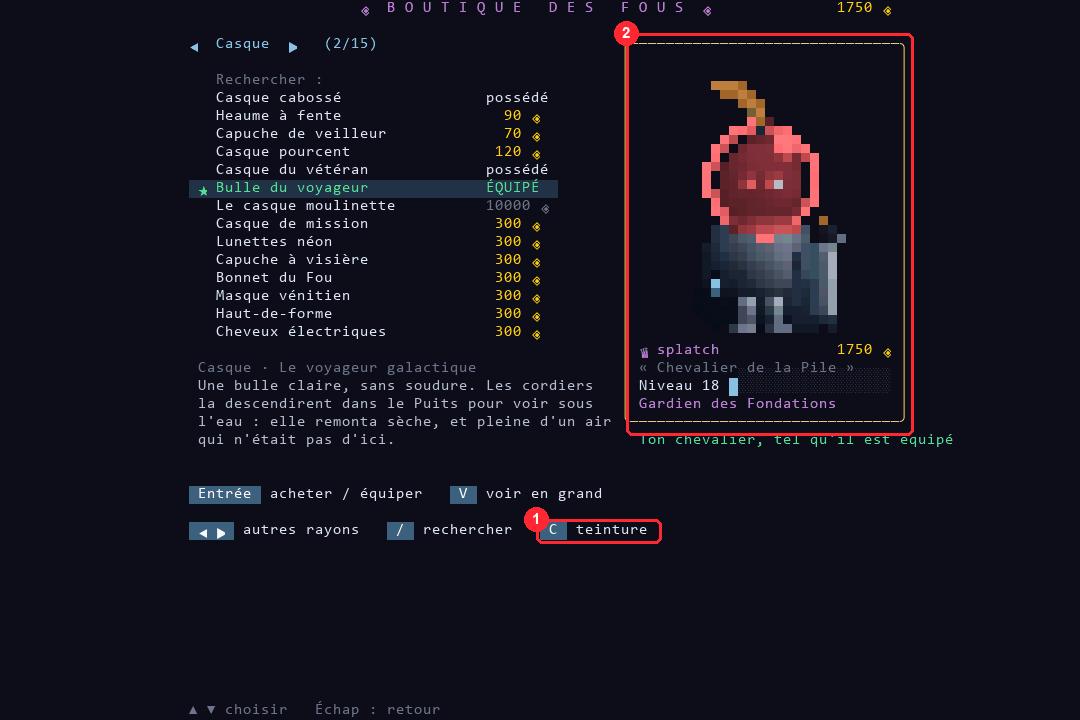 BOUTIQUE DES FOUS 1750
Casque (2/15)
Rechercher :
Casque cabossé possédé
Heaume à fente 90
Capuche de veilleur 70
Casque pourcent 120
Casque du vétéran possédé
★ Bulle du voyageur ÉQUIPÉ
Le casque moulinette 10000
Casque de mission 300
Lunettes néon 300
Capuche à visière 300
Bonnet du Fou 300
Masque vénitien 300
Haut-de-forme 300
Cheveux électriques 300
Casque · Le voyageur galactique
Une bulle claire, sans soudure. Les cordiers
la descendirent dans le Puits pour voir sous
l'eau : elle remonta sèche, et pleine d'un air
qui n'était pas d'ici.
2
splatch 1750
« Chevalier de la Pile »
Niveau 18
Gardien des Fondations
Ton chevalier, tel qu'il est équipé
Entrée acheter / équiper V voir en grand
◀ ▶ autres rayons / rechercher 1 C teinture
▲ ▼ choisir Échap : retour